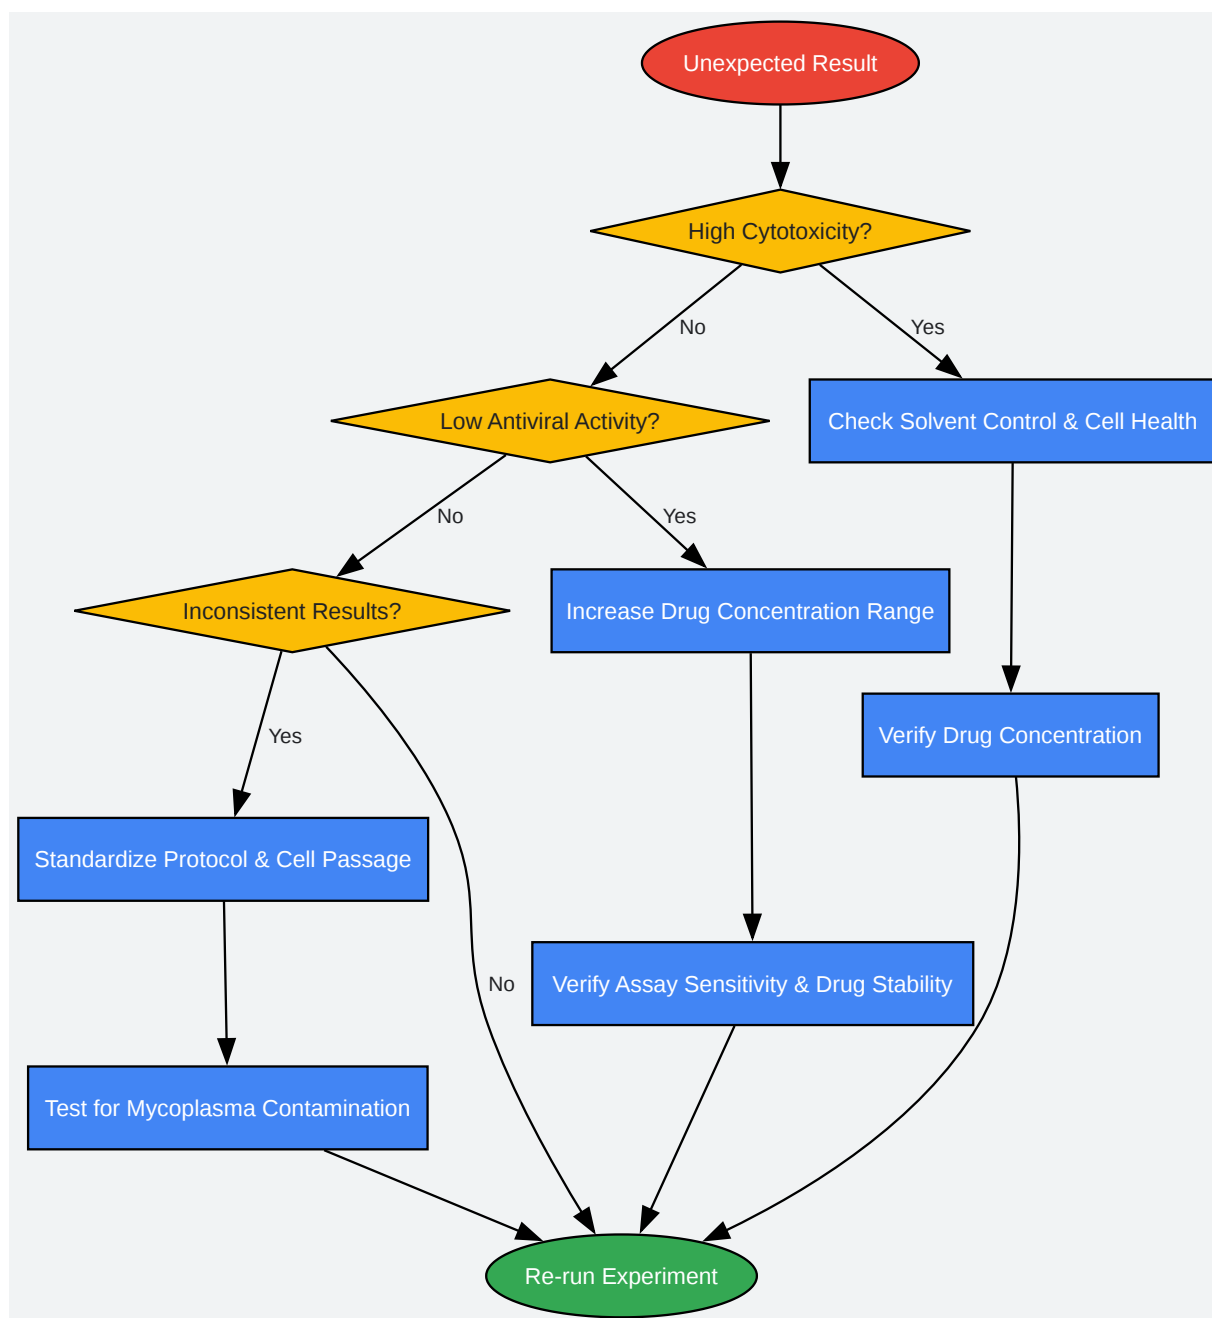 Unexpected Result
High Cytotoxicity?
No
Yes
Low Antiviral Activity?
Check Solvent Control & Cell Health
No
Yes
Inconsistent Results?
Increase Drug Concentration Range
Yes
Verify Drug Concentration
Standardize Protocol & Cell Passage
No
Verify Assay Sensitivity & Drug Stability
Test for Mycoplasma Contamination
Re-run Experiment